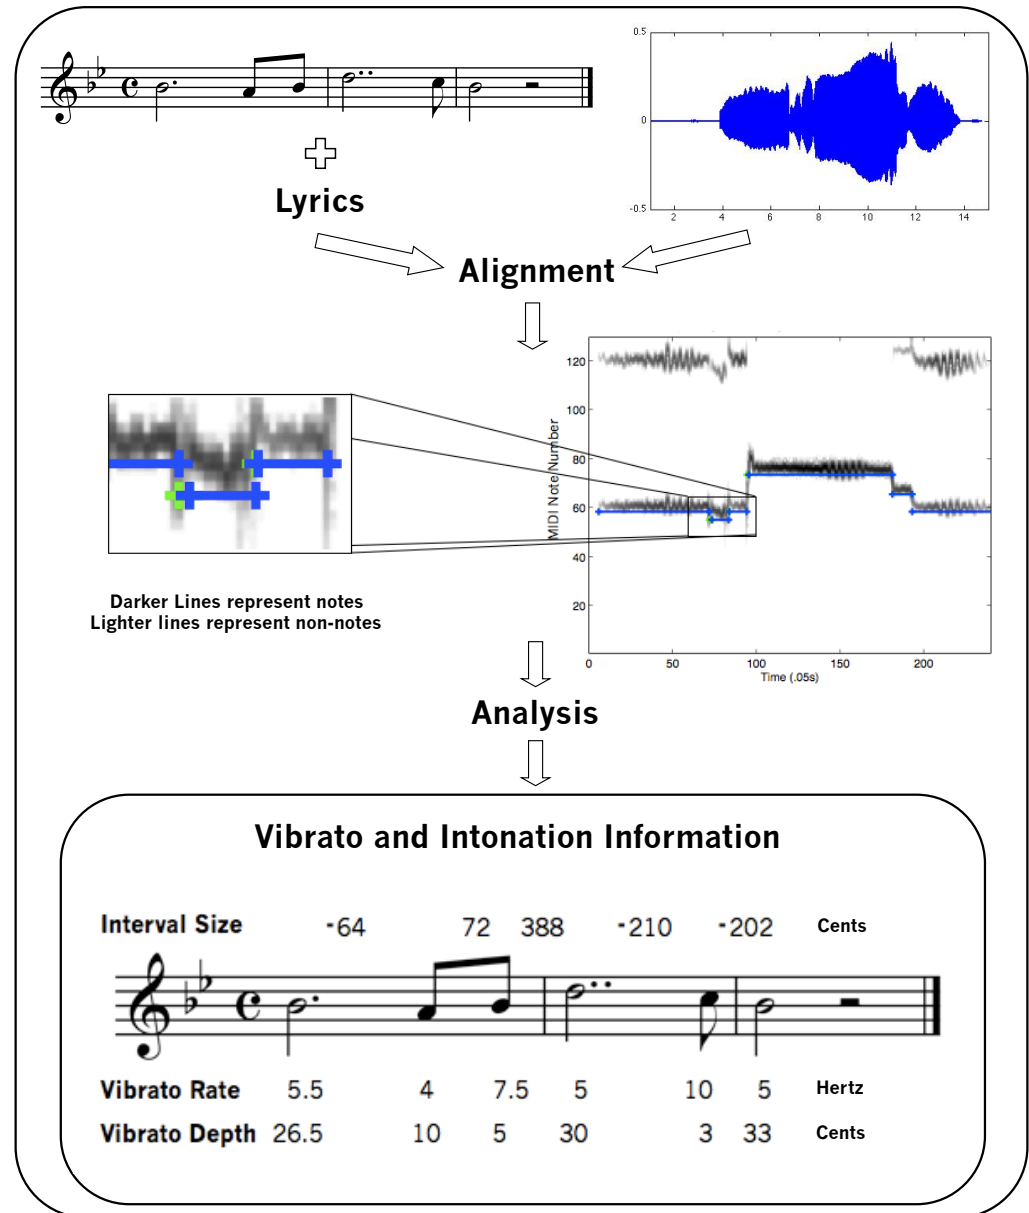 0.5
0
-0.5
2 4 6 8 10 12 14
Lyrics
Alignment
120
100
80
60
40
20
MIDI Note Number
0 50 100 150 200
Time (.05s)
Darker Lines represent notes
Lighter lines represent non-notes
Analysis
Vibrato and Intonation Information
Interval Size -64 72 388 -210 -202 Cents
Vibrato Rate 5.5 4 7.5 5 10 5 Hertz
Vibrato Depth 26.5 10 5 30 3 33 Cents